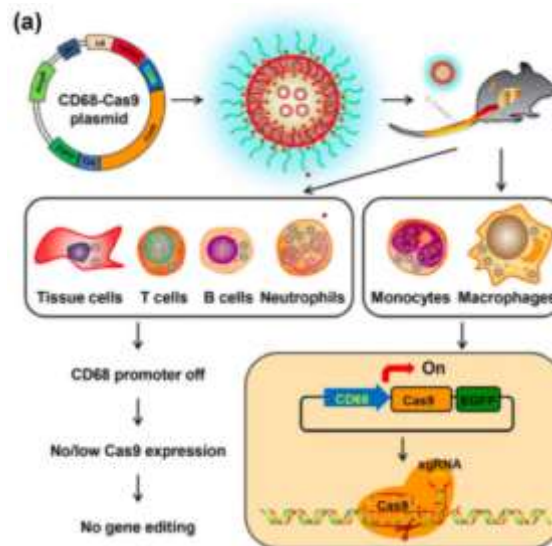 (a)
CD68-Cas9
plasmid
Tissue cells T cells B cells Neutrophils
Monocytes Macrophages
CD68 promoter off
No/low Cas9 expression
No gene editing
On
CD68 Cas9 EGFP
sgRNA
Cas9